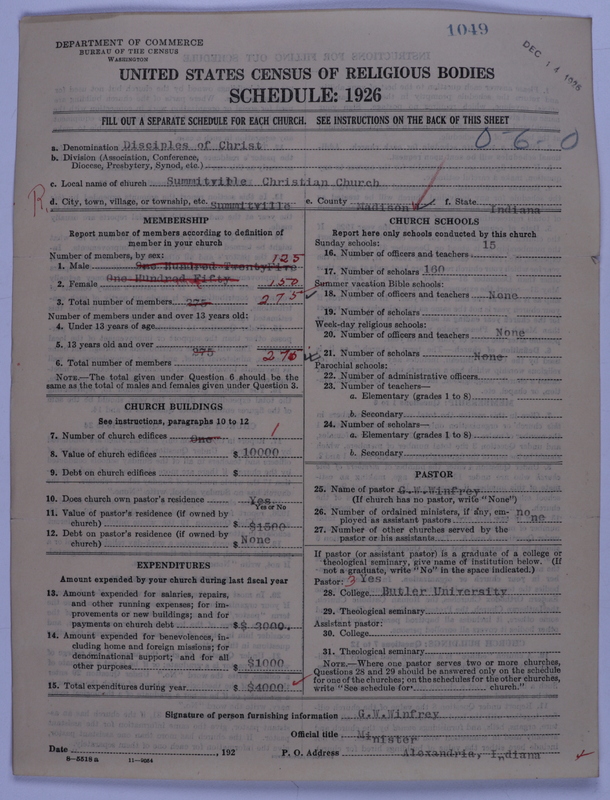 1049
DEC 14 1926
DEPARTMENT OF COMMERCE
BUREAU OF THE CENSUS
WASHINGTON
UNITED STATES CENSUS OF RELIGIOUS BODIES
SCHEDULE: 1926
FILL OUT A SEPARATE SCHEDULE FOR EACH CHURCH. SEE INSTRUCTIONS ON THE BACK OF THIS SHEET
0-6-0
a. Denomination Disciples of Christ
b. Division (Association, Conference,
Diocese, Presbytery, Synod, etc.)
c. Local name of church Summitville Christian Church
R d. City, town, village, or township, etc. Summitville e. County Madison f. State Indiana
MEMBERSHIP
Report number of members according to definition of
member in your church
Number of members, by sex:
1. Male One Hundred TwentyFive 125
2. Female One Hundred Fifty 150
3. Total number of members 275 275
Number of members under and over 13 years old:
4. Under 13 years of age
5. 13 years old and over
6. Total number of members 275 275
NOTE.—The total given under Question 6 should be the
same as the total of males and females given under Question 3.
CHURCH BUILDINGS
See instructions, paragraphs 10 to 12
7. Number of church edifices One 1
8. Value of church edifices $ 10000
9. Debt on church edifices $
10. Does church own pastor's residence Yes
Yes or No
11. Value of pastor's residence (if owned by
church) $ $1500
12. Debt on pastor's residence (if owned by
church) $ None
EXPENDITURES
Amount expended by your church during last fiscal year
13. Amount expended for salaries, repairs,
and other running expenses; for im-
provements or new buildings; and for
payments on church debt $ $ 3000.
14. Amount expended for benevolences, in-
cluding home and foreign missions; for
denominational support; and for all
other purposes $ $1000
15. Total expenditures during year $ $4000
CHURCH SCHOOLS
Report here only schools conducted by this church
Sunday schools:
16. Number of officers and teachers 15
17. Number of scholars 160
Summer vacation Bible schools:
18. Number of officers and teachers None
19. Number of scholars
Week-day religious schools:
20. Number of officers and teachers None
21. Number of scholars None
Parochial schools:
22. Number of administrative officers
23. Number of teachers—
a. Elementary (grades 1 to 8)
b. Secondary
24. Number of scholars—
a. Elementary (grades 1 to 8)
b. Secondary
PASTOR
25. Name of pastor G.W.Winfrey
(If church has no pastor, write "None")
26. Number of ordained ministers, if any, em-
ployed as assistant pastors no ne
27. Number of other churches served by the
pastor or his assistants
If pastor (or assistant pastor) is a graduate of a college or
theological seminary, give name of institution below. (If
not a graduate, write "No" in the space indicated.)
Pastor: 3 Yes
28. College Butler University
29. Theological seminary
Assistant pastor:
30. College
31. Theological seminary
NOTE.—Where one pastor serves two or more churches,
Questions 28 and 29 should be answered only on the schedule
for one of the churches; on the schedules for the other churches,
write "See schedule for church."
Signature of person furnishing information G.W.Winfrey
Official title Minister
Date , 192 P. O. Address Alexandria, Indiana
8—5518a 11—9054